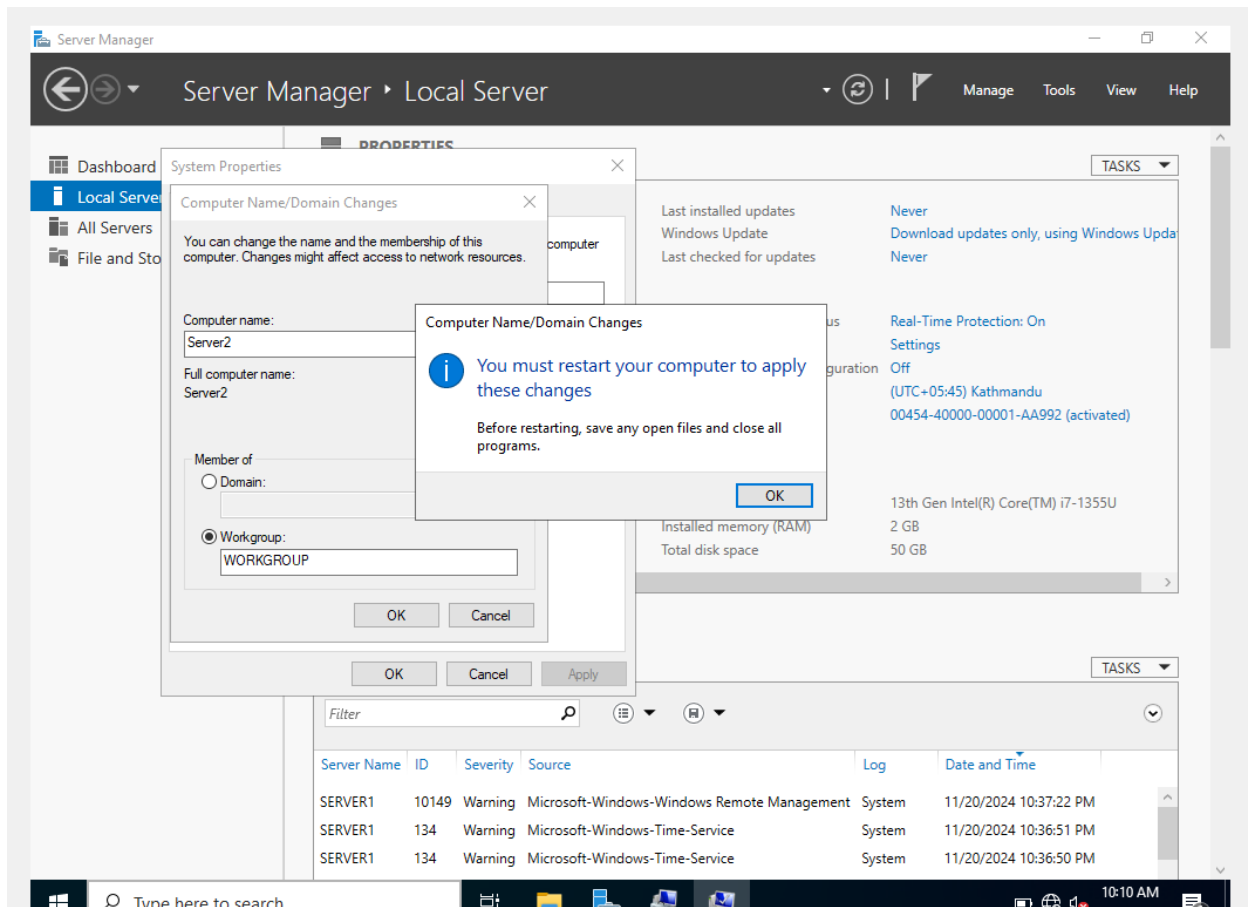 Server Manager
Server Manager • Local Server
Manage Tools View Help
Dashboard
Local Server
All Servers
File and Sto
PROPERTIES
TASKS
System Properties
Computer Name/Domain Changes
You can change the name and the membership of this
computer. Changes might affect access to network resources.
computer
Computer name:
Server2
Full computer name:
Server2
Member of
Domain:
Workgroup:
WORKGROUP
OK Cancel
OK Cancel Apply
Computer Name/Domain Changes
You must restart your computer to apply
these changes
Before restarting, save any open files and close all
programs.
OK
Last installed updates Never
Windows Update Download updates only, using Windows Upda
Last checked for updates Never
us Real-Time Protection: On
Settings
guration Off
(UTC+05:45) Kathmandu
00454-40000-00001-AA992 (activated)
13th Gen Intel(R) Core(TM) i7-1355U
Installed memory (RAM) 2 GB
Total disk space 50 GB
TASKS
Filter
Server Name ID Severity Source Log Date and Time
SERVER1 10149 Warning Microsoft-Windows-Windows Remote Management System 11/20/2024 10:37:22 PM
SERVER1 134 Warning Microsoft-Windows-Time-Service System 11/20/2024 10:36:51 PM
SERVER1 134 Warning Microsoft-Windows-Time-Service System 11/20/2024 10:36:50 PM
Type here to search
10:10 AM